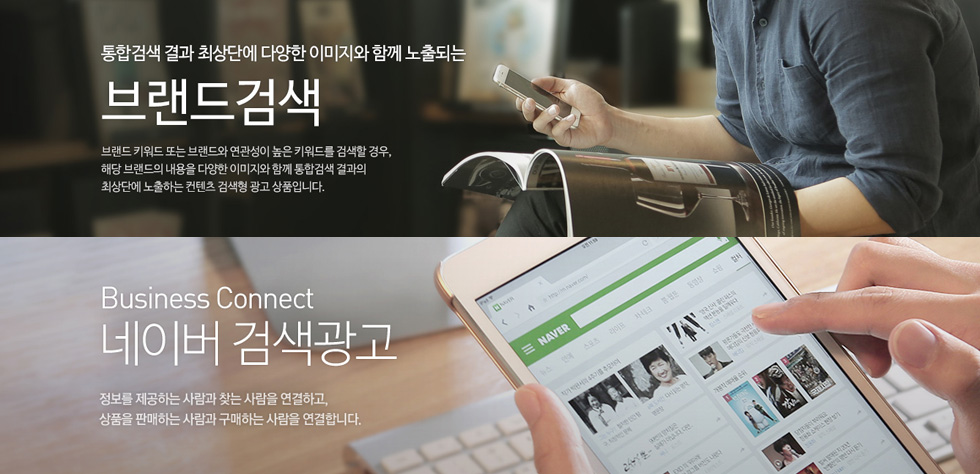 통합검색 결과 최상단에 다양한 이미지와 함께 노출되는
브랜드검색
브랜드 키워드 또는 브랜드와 연관성이 높은 키워드를 검색할 경우,
해당 브랜드의 내용을 다양한 이미지와 함께 통합검색 결과의
최상단에 노출하는 컨텐츠 검색형 광고 상품입니다.
Business Connect
네이버 검색광고
정보를 제공하는 사람과 찾는 사람을 연결하고,
상품을 판매하는 사람과 구매하는 사람을 연결합니다.
NAVER